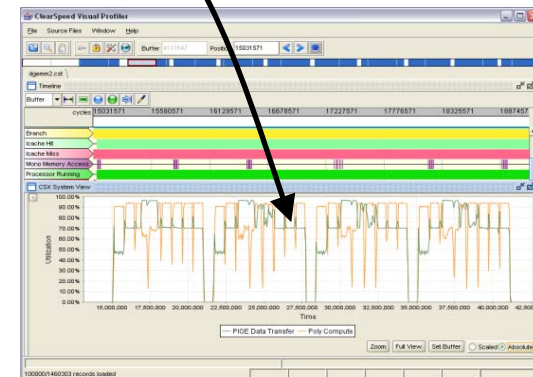 ClearSpeed Visual Profiler
File Source Files Window Help
Buffer 4117647 Position 15031571
dgemm2.cst
Timeline
Buffer
cycles 15031571 15580571 16129571 16678571 17227571 17776571 18325571 1887457
Branch
Icache Hit
Icache Miss
Mono Memory Access
Processor Running
CSX System View
100.00%
90.00%
80.00%
70.00%
60.00%
50.00%
40.00%
30.00%
20.00%
10.00%
0.00%
Utilization
15,000,000 17,500,000 20,000,000 22,500,000 25,000,000 27,500,000 30,000,000 32,500,000 35,000,000 37,500,000 40,000,000 42,500
Time
PIOE Data Transfer Poly Compute
Zoom Full View Set Buffer Scaled Absolute
100000/1460303 records loaded